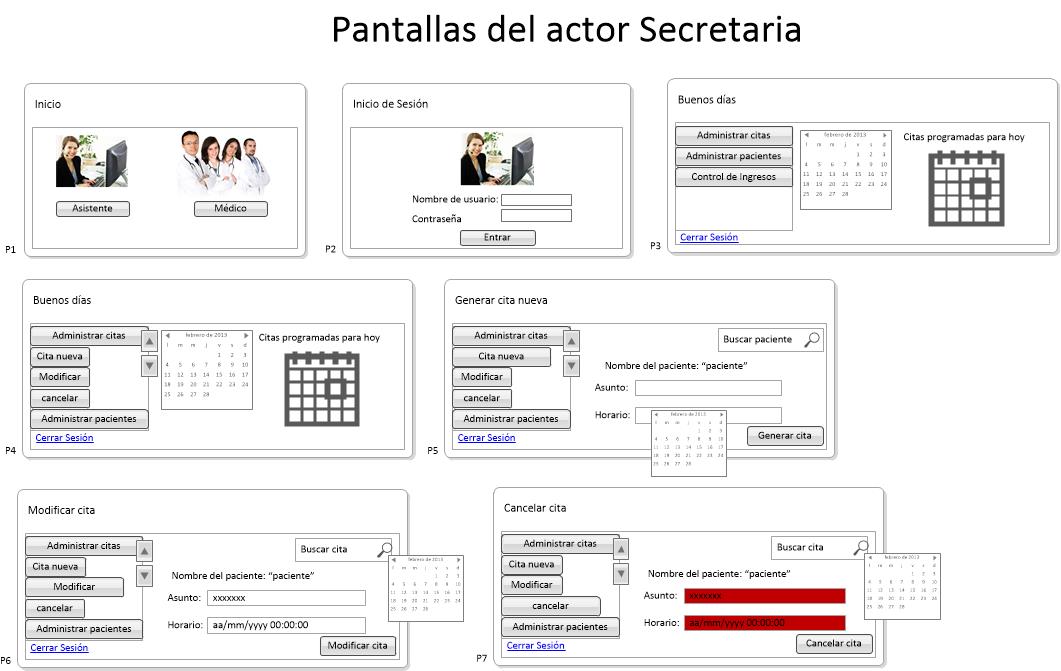 Pantallas del actor Secretaria
Inicio
Asistente
Médico
P1
Inicio de Sesión
Nombre de usuario:
Contraseña
Entrar
P2
Buenos días
Administrar citas
Administrar pacientes
Control de Ingresos
Cerrar Sesión
febrero de 2013
l m m j v s d
1 2 3
4 5 6 7 8 9 10
11 12 13 14 15 16 17
18 19 20 21 22 23 24
25 26 27 28
Citas programadas para hoy
P3
Buenos días
Administrar citas
Cita nueva
Modificar
cancelar
Administrar pacientes
Cerrar Sesión
febrero de 2013
l m m j v s d
1 2 3
4 5 6 7 8 9 10
11 12 13 14 15 16 17
18 19 20 21 22 23 24
25 26 27 28
Citas programadas para hoy
P4
Generar cita nueva
Administrar citas
Cita nueva
Modificar
cancelar
Administrar pacientes
Cerrar Sesión
Buscar paciente
Nombre del paciente: “paciente”
Asunto:
Horario:
febrero de 2013
l m m j v s d
1 2 3
4 5 6 7 8 9 10
11 12 13 14 15 16 17
18 19 20 21 22 23 24
25 26 27 28
Generar cita
P5
Modificar cita
Administrar citas
Cita nueva
Modificar
cancelar
Administrar pacientes
Cerrar Sesión
Buscar cita
Nombre del paciente: “paciente”
Asunto: xxxxxxx
Horario: aa/mm/yyyy 00:00:00
febrero de 2013
l m m j v s d
1 2 3
4 5 6 7 8 9 10
11 12 13 14 15 16 17
18 19 20 21 22 23 24
25 26 27 28
Modificar cita
P6
Cancelar cita
Administrar citas
Cita nueva
Modificar
cancelar
Administrar pacientes
Cerrar Sesión
Buscar cita
Nombre del paciente: “paciente”
Asunto: xxxxxxx
Horario: aa/mm/yyyy 00:00:00
febrero de 2013
l m m j v s d
1 2 3
4 5 6 7 8 9 10
11 12 13 14 15 16 17
18 19 20 21 22 23 24
25 26 27 28
Cancelar cita
P7